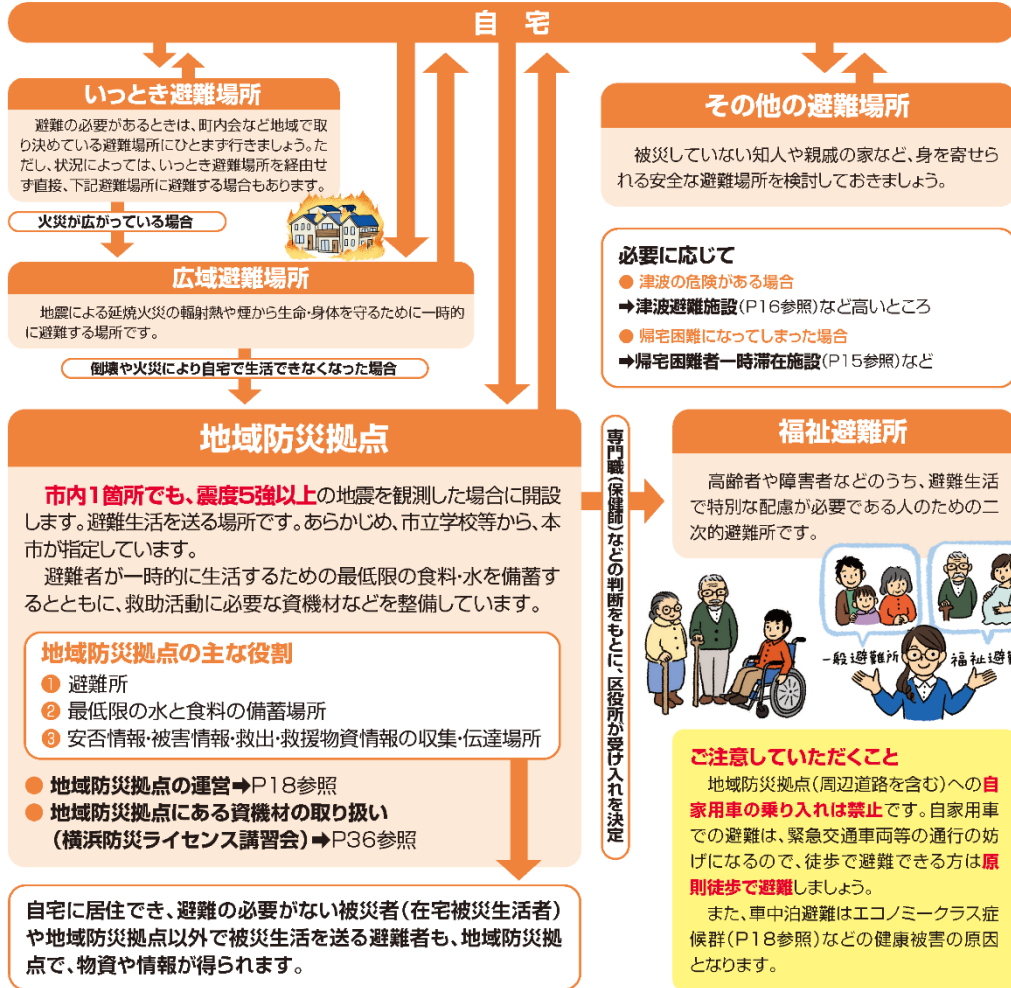 自宅
いっとき避難場所
避難の必要があるときは、町内会など地域で取
り決めている避難場所にひとまず行きましょう。た
だし、状況によっては、いっとき避難場所を経由せ
ず直接、下記避難場所に避難する場合もあります。
火災が広がっている場合
広域避難場所
地震による延焼火災の輻射熱や煙から生命・身体を守るために一時的
に避難する場所です。
倒壊や火災により自宅で生活できなくなった場合
その他の避難場所
被災していない知人や親戚の家など、身を寄せら
れる安全な避難場所を検討しておきましょう。
必要に応じて
● 津波の危険がある場合
➡津波避難施設(P16参照)など高いところ
● 帰宅困難になってしまった場合
➡帰宅困難者一時滞在施設(P15参照)など
地域防災拠点
市内1箇所でも、震度5強以上の地震を観測した場合に開設
します。避難生活を送る場所です。あらかじめ、市立学校等から、本
市が指定しています。
避難者が一時的に生活するための最低限の食料・水を備蓄す
るとともに、救助活動に必要な資機材などを整備しています。
地域防災拠点の主な役割
❶ 避難所
❷ 最低限の水と食料の備蓄場所
❸ 安否情報・被害情報・救出・救援物資情報の収集・伝達場所
● 地域防災拠点の運営➡P18参照
● 地域防災拠点にある資機材の取り扱い
(横浜防災ライセンス講習会)➡P36参照
専門職(保健師)などの判断をもとに、区役所が受け入れを決定
福祉避難所
高齢者や障害者などのうち、避難生活
で特別な配慮が必要である人のための二
次的避難所です。
一般避難所
福祉避難
ご注意していただくこと
地域防災拠点(周辺道路を含む)への自
家用車の乗り入れは禁止です。自家用車
での避難は、緊急交通車両等の通行の妨
げになるので、徒歩で避難できる方は原
則徒歩で避難しましょう。
また、車中泊避難はエコノミークラス症
候群(P18参照)などの健康被害の原因
となります。
自宅に居住でき、避難の必要がない被災者(在宅被災生活者)
や地域防災拠点以外で被災生活を送る避難者も、地域防災拠
点で、物資や情報が得られます。